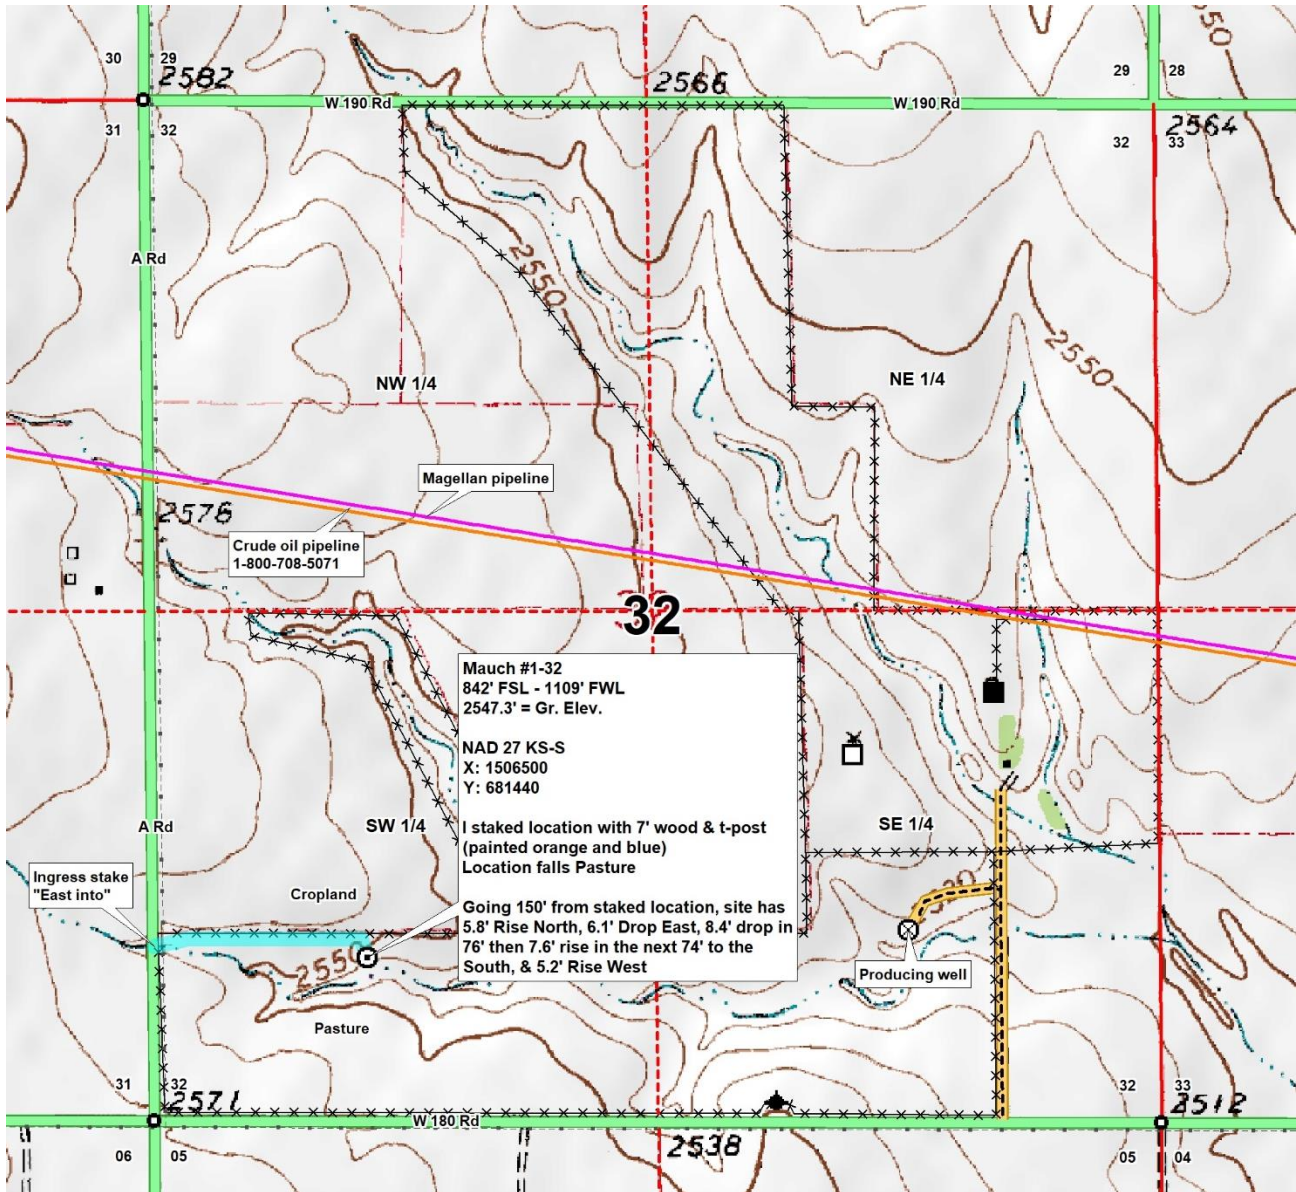 30 29
29 28
2582
2566
W 190 Rd
W 190 Rd
31 32
32 33
2564
A Rd
2550
2550
NW 1/4
NE 1/4
Magellan pipeline
2576
Crude oil pipeline
1-800-708-5071
32
Mauch #1-32
842' FSL - 1109' FWL
2547.3' = Gr. Elev.
NAD 27 KS-S
X: 1506500
Y: 681440
I staked location with 7' wood & t-post
(painted orange and blue)
Location falls Pasture
Going 150' from staked location, site has
5.8' Rise North, 6.1' Drop East, 8.4' drop in
76' then 7.6' rise in the next 74' to the
South, & 5.2' Rise West
A Rd
SW 1/4
SE 1/4
Ingress stake
"East into"
Cropland
2550
Producing well
Pasture
31 32
32 33
2571
2512
W 180 Rd
2538
06 05
05 04
2550